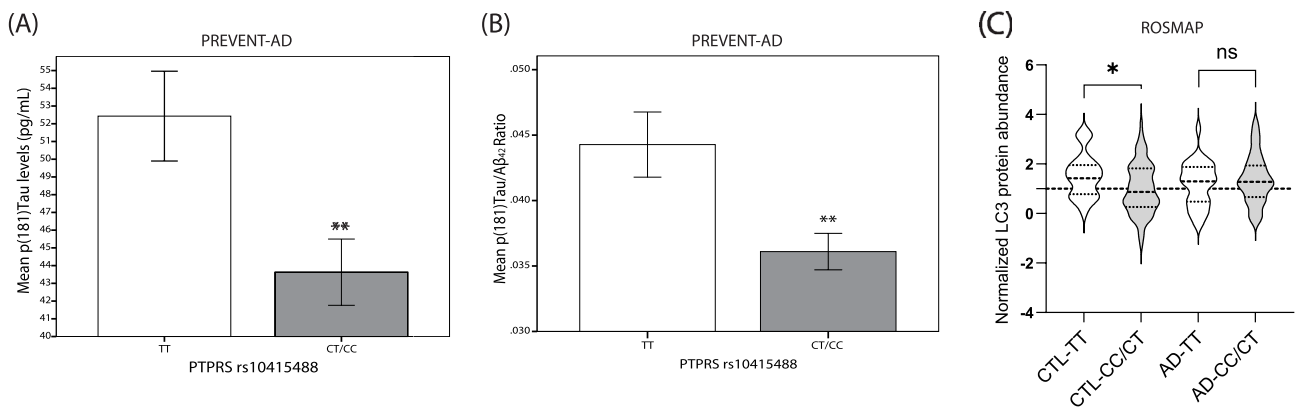 (A)
PREVENT-AD
Mean p(181)Tau levels (pg/mL)
55
54
53
52
51
50
49
48
47
46
45
44
43
42
41
40
**
TT
CT/CC
PTPRS rs10415488
(B)
PREVENT-AD
Mean p(181)Tau/Aβ42 Ratio
.050
.045
.040
.035
.030
**
TT
CT/CC
PTPRS rs10415488
(C)
ROSMAP
Normalized LC3 protein abundance
6
4
2
0
-2
-4
*
ns
CTL-TT
CTL-CC/CT
AD-TT
AD-CC/CT